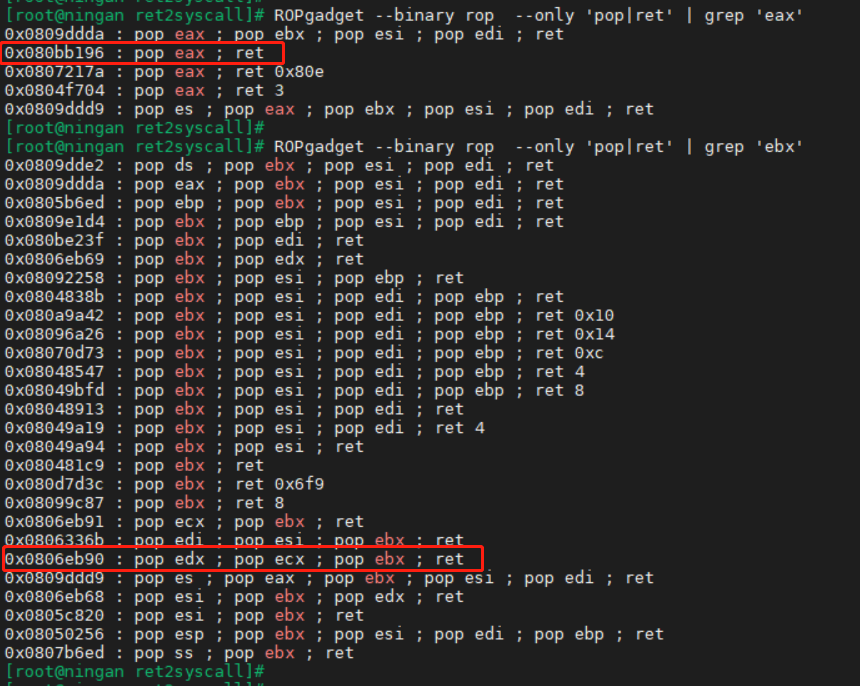 [root@ningan ret2syscall]# ROPgadget --binary rop  --only 'pop|ret' | grep 'eax'
0x0809ddda : pop eax ; pop ebx ; pop esi ; pop edi ; ret
0x080bb196 : pop eax ; ret
0x0807217a : pop eax ; ret 0x80e
0x0804f704 : pop eax ; ret 3
0x0809ddd9 : pop es ; pop eax ; pop ebx ; pop esi ; pop edi ; ret
[root@ningan ret2syscall]#
[root@ningan ret2syscall]# ROPgadget --binary rop  --only 'pop|ret' | grep 'ebx'
0x0809dde2 : pop ds ; pop ebx ; pop esi ; pop edi ; ret
0x0809ddda : pop eax ; pop ebx ; pop esi ; pop edi ; ret
0x0805b6ed : pop ebp ; pop ebx ; pop esi ; pop edi ; ret
0x0809e1d4 : pop ebx ; pop ebp ; pop esi ; pop edi ; ret
0x080be23f : pop ebx ; pop edi ; ret
0x0806eb69 : pop ebx ; pop edx ; ret
0x08092258 : pop ebx ; pop esi ; pop ebp ; ret
0x0804838b : pop ebx ; pop esi ; pop edi ; pop ebp ; ret
0x080a9a42 : pop ebx ; pop esi ; pop edi ; pop ebp ; ret 0x10
0x08096a26 : pop ebx ; pop esi ; pop edi ; pop ebp ; ret 0x14
0x08070d73 : pop ebx ; pop esi ; pop edi ; pop ebp ; ret 0xc
0x08048547 : pop ebx ; pop esi ; pop edi ; pop ebp ; ret 4
0x08049bfd : pop ebx ; pop esi ; pop edi ; pop ebp ; ret 8
0x08048913 : pop ebx ; pop esi ; pop edi ; ret
0x08049a19 : pop ebx ; pop esi ; pop edi ; ret 4
0x08049a94 : pop ebx ; pop esi ; ret
0x080481c9 : pop ebx ; ret
0x080d7d3c : pop ebx ; ret 0x6f9
0x08099c87 : pop ebx ; ret 8
0x0806eb91 : pop ecx ; pop ebx ; ret
0x0806336b : pop edi ; pop esi ; pop ebx ; ret
0x0806eb90 : pop edx ; pop ecx ; pop ebx ; ret
0x0809ddd9 : pop es ; pop eax ; pop ebx ; pop esi ; pop edi ; ret
0x0806eb68 : pop esi ; pop ebx ; pop edx ; ret
0x0805c820 : pop esi ; pop ebx ; ret
0x08050256 : pop esp ; pop ebx ; pop esi ; pop edi ; pop ebp ; ret
0x0807b6ed : pop ss ; pop ebx ; ret
[root@ningan ret2syscall]#